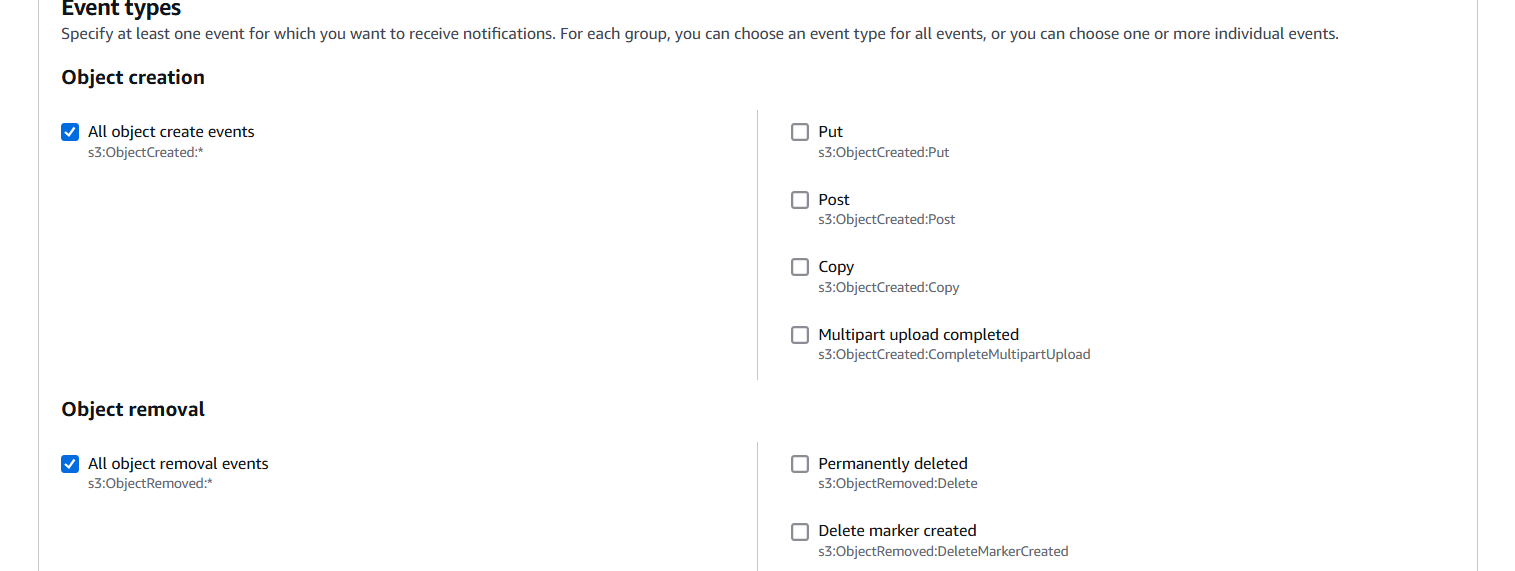 Event types
Specify at least one event for which you want to receive notifications. For each group, you can choose an event type for all events, or you can choose one or more individual events.
Object creation
All object create events
s3:ObjectCreated:*
Put
s3:ObjectCreated:Put
Post
s3:ObjectCreated:Post
Copy
s3:ObjectCreated:Copy
Multipart upload completed
s3:ObjectCreated:CompleteMultipartUpload
Object removal
All object removal events
s3:ObjectRemoved:*
Permanently deleted
s3:ObjectRemoved:Delete
Delete marker created
s3:ObjectRemoved:DeleteMarkerCreated